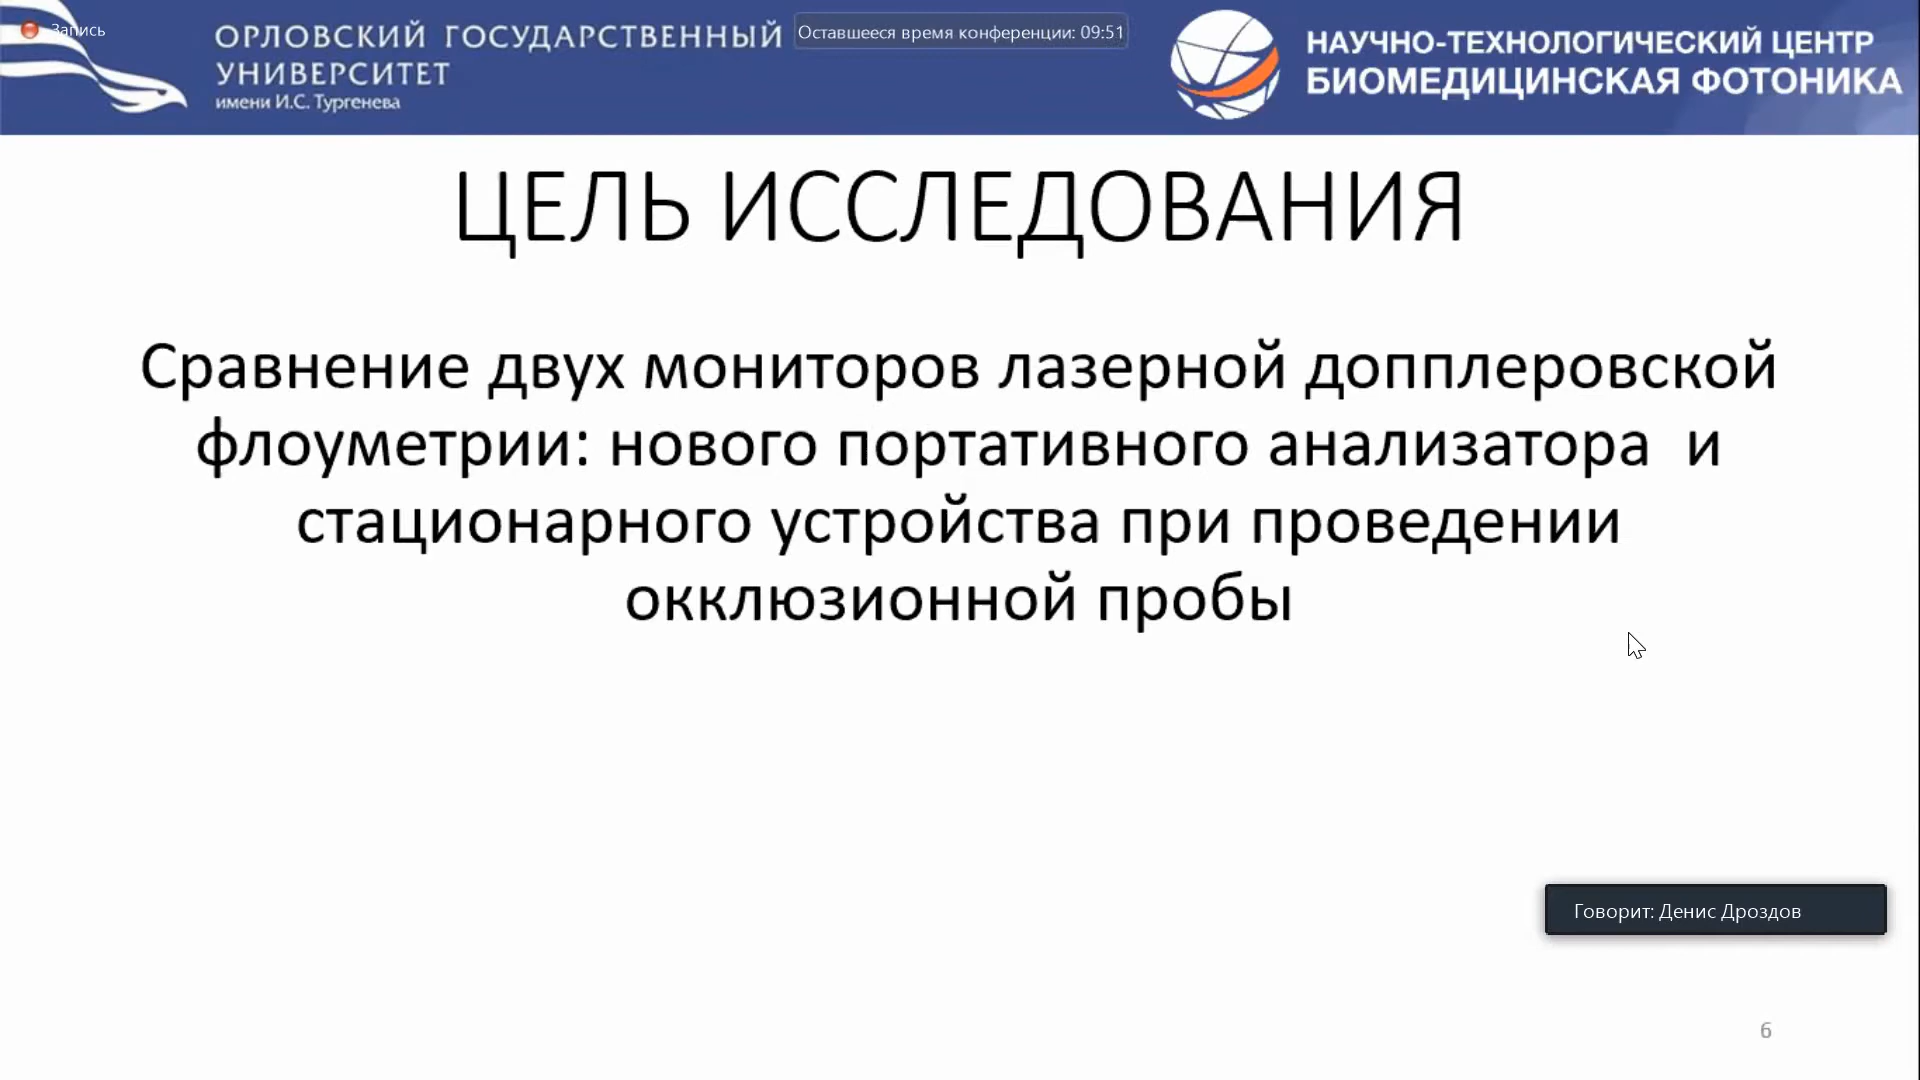 Запись
ОРЛОВСКИЙ ГОСУДАРСТВЕННЫЙ
УНИВЕРСИТЕТ
имени И.С. Тургенева
Оставшееся время конференции: 09:51
НАУЧНО-ТЕХНОЛОГИЧЕСКИЙ ЦЕНТР
БИОМЕДИЦИНСКАЯ ФОТОНИКА
ЦЕЛЬ ИССЛЕДОВАНИЯ
Сравнение двух мониторов лазерной допплеровской
флоуметрии: нового портативного анализатора и
стационарного устройства при проведении
окклюзионной пробы
Говорит: Денис Дроздов
6